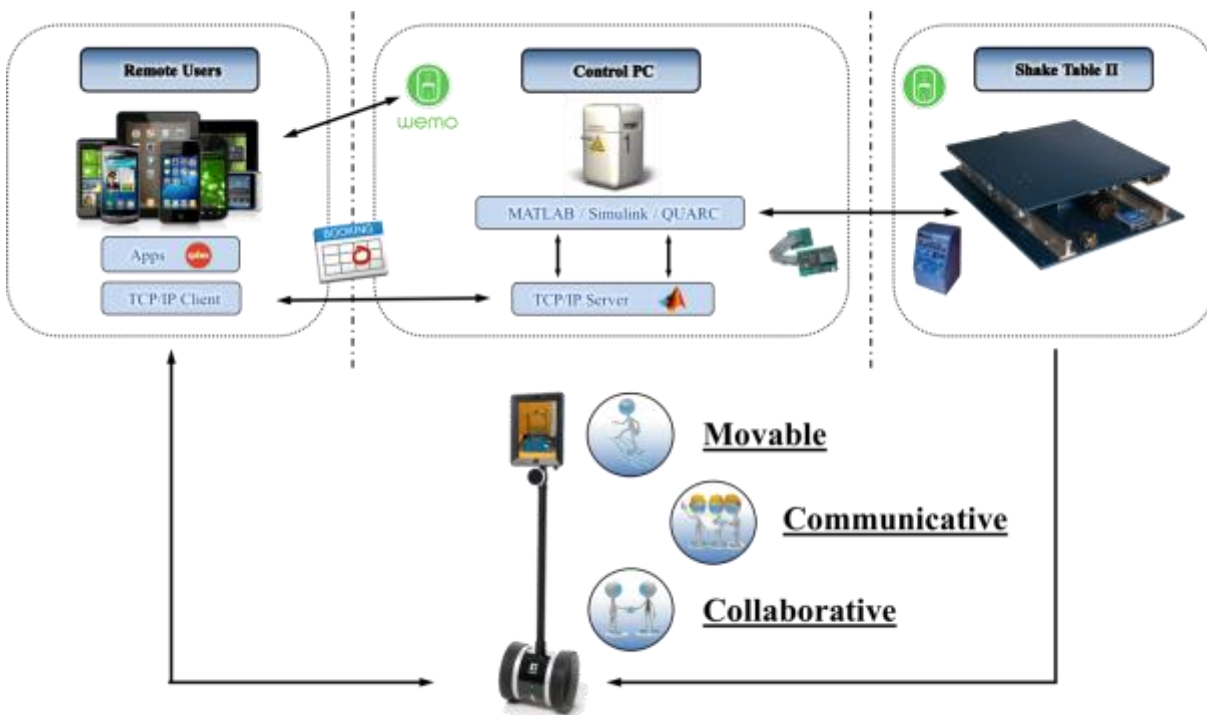 Remote Users
Control PC
Shake Table II
wemo
MATLAB / Simulink / QUARC
BOOKING
Apps
TCP/IP Client
TCP/IP Server
Movable
Communicative
Collaborative